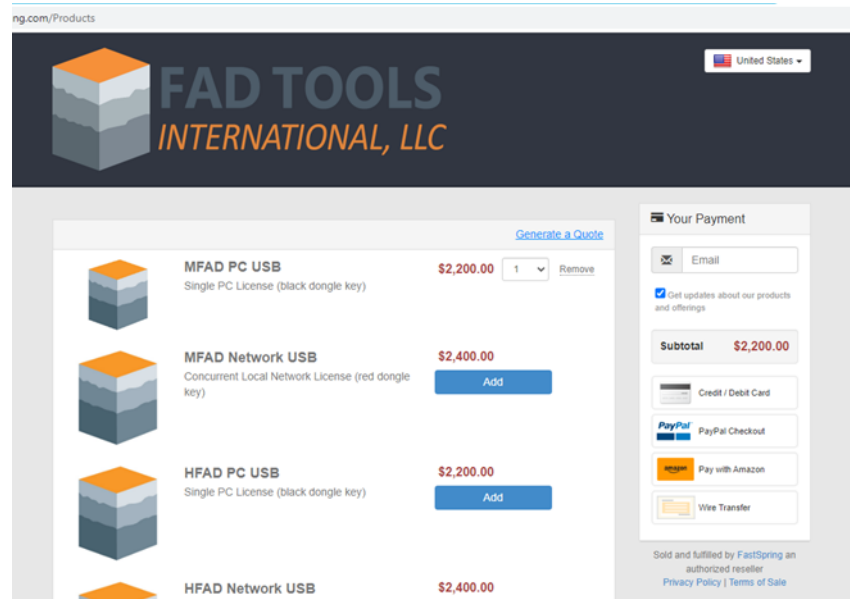 ng.com/Products
FAD TOOLS
INTERNATIONAL, LLC
United States
Generate a Quote
MFAD PC USB
Single PC License (black dongle key)
$2,200.00
1
Remove
MFAD Network USB
Concurrent Local Network License (red dongle
key)
$2,400.00
Add
HFAD PC USB
Single PC License (black dongle key)
$2,200.00
Add
HFAD Network USB
$2,400.00
Your Payment
Email
Get updates about our products
and offerings
Subtotal $2,200.00
Credit / Debit Card
PayPal PayPal Checkout
amazon Pay with Amazon
Wire Transfer
Sold and fulfilled by FastSpring an
authorized reseller
Privacy Policy | Terms of Sale